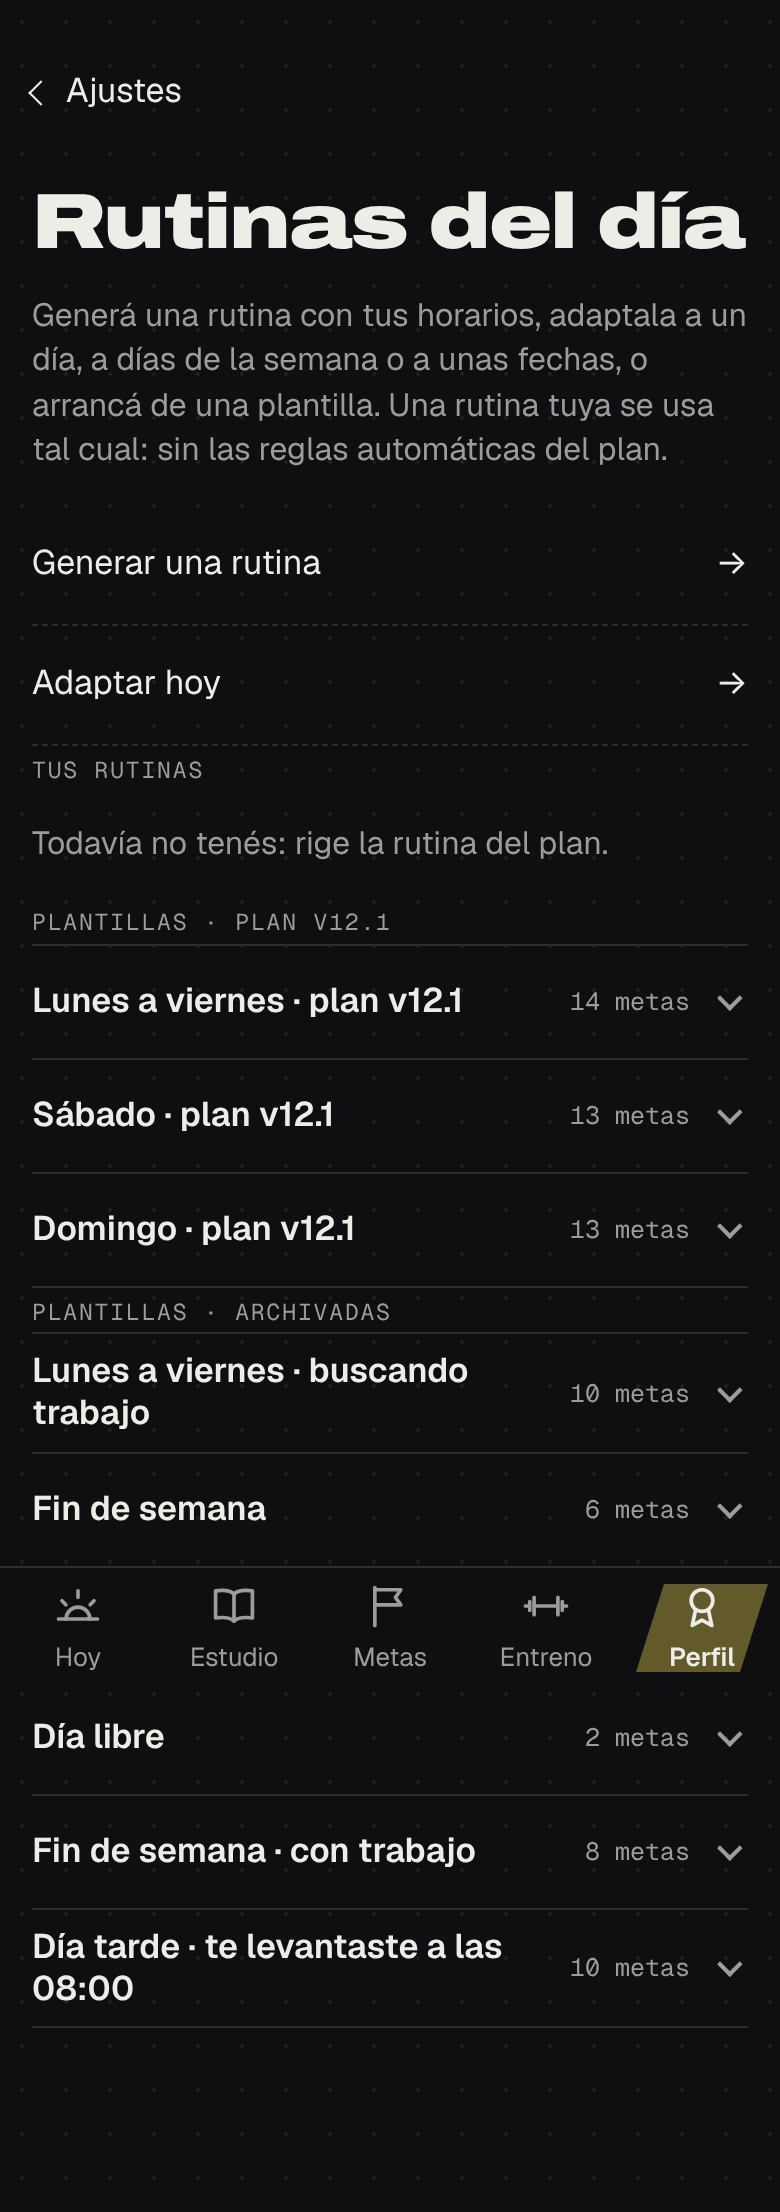 Ajustes
Rutinas del día
Generá una rutina con tus horarios, adaptala a un
día, a días de la semana o a unas fechas, o
arrancá de una plantilla. Una rutina tuya se usa
tal cual: sin las reglas automáticas del plan.
Generar una rutina
Adaptar hoy
TUS RUTINAS
Todavía no tenés: rige la rutina del plan.
PLANTILLAS · PLAN V12.1
Lunes a viernes · plan v12.1 14 metas
Sábado · plan v12.1 13 metas
Domingo · plan v12.1 13 metas
PLANTILLAS · ARCHIVADAS
Lunes a viernes · buscando
trabajo 10 metas
Fin de semana 6 metas
Hoy Estudio Metas Entreno Perfil
Día libre 2 metas
Fin de semana · con trabajo 8 metas
Día tarde · te levantaste a las
08:00 10 metas